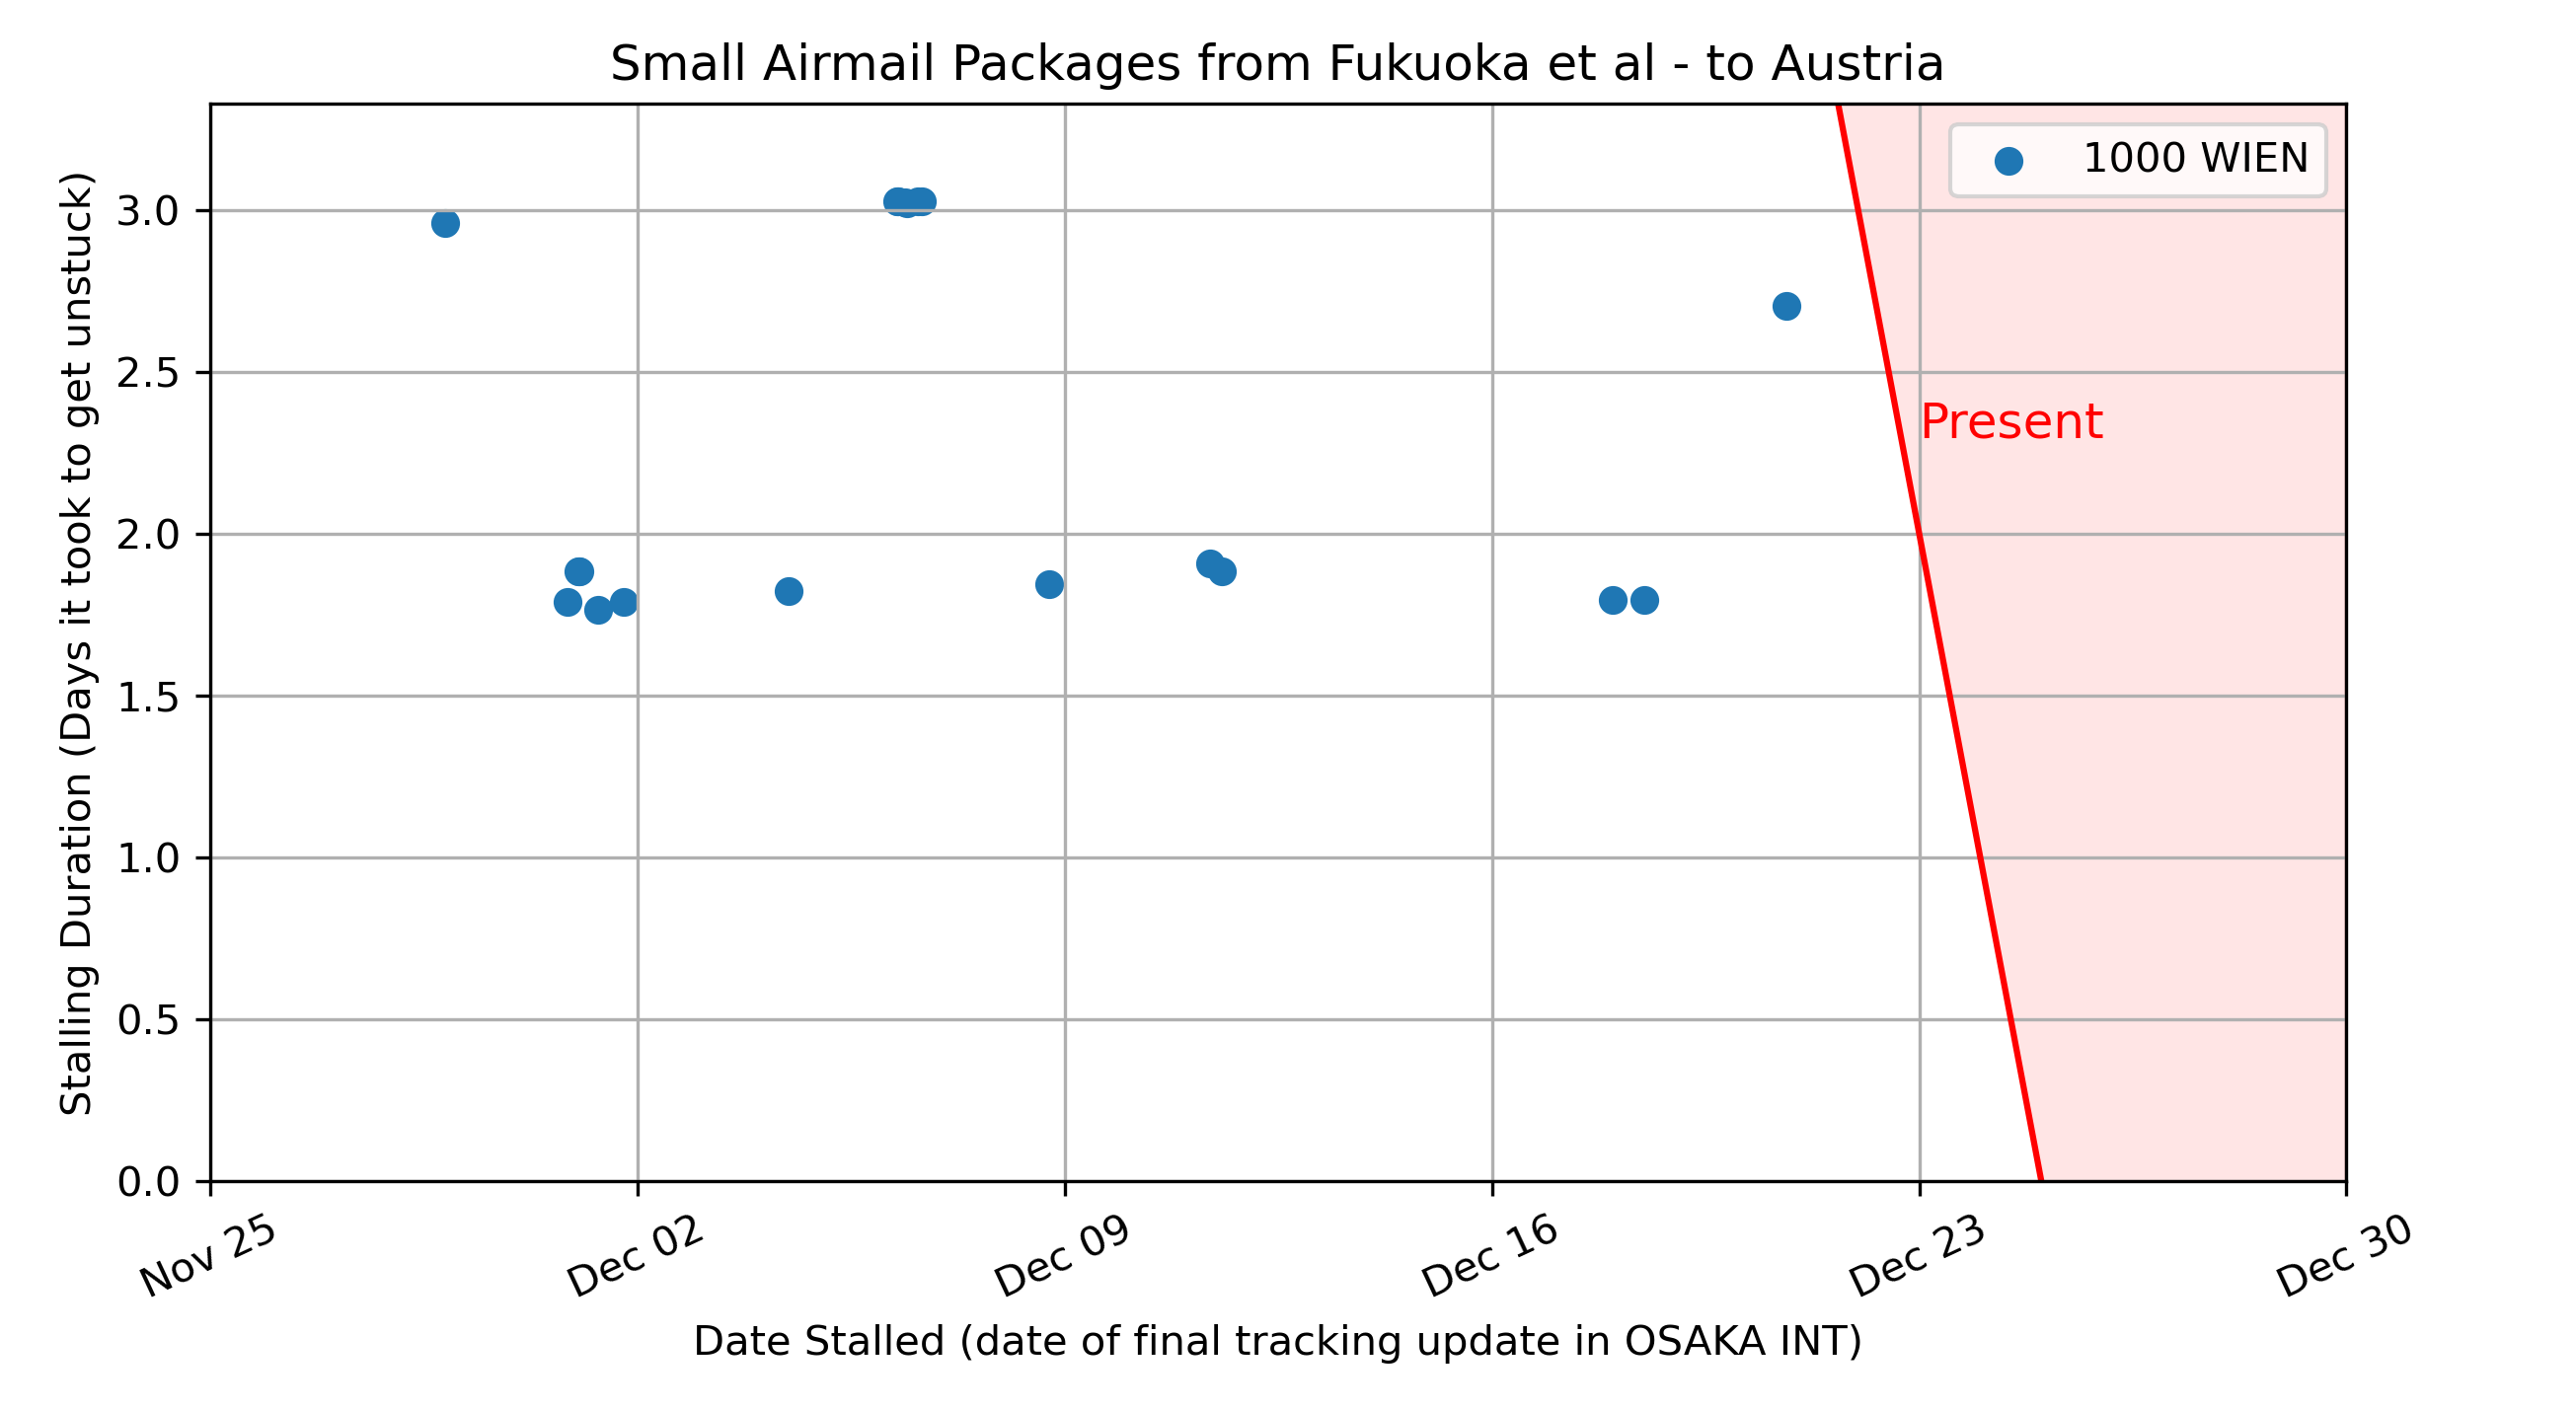 Small Airmail Packages from Fukuoka et al - to Austria
1000 WIEN
Present
Stalling Duration (Days it took to get unstuck)
3.0
2.5
2.0
1.5
1.0
0.5
0.0
Nov 25
Dec 02
Dec 09
Dec 16
Dec 23
Dec 30
Date Stalled (date of final tracking update in OSAKA INT)